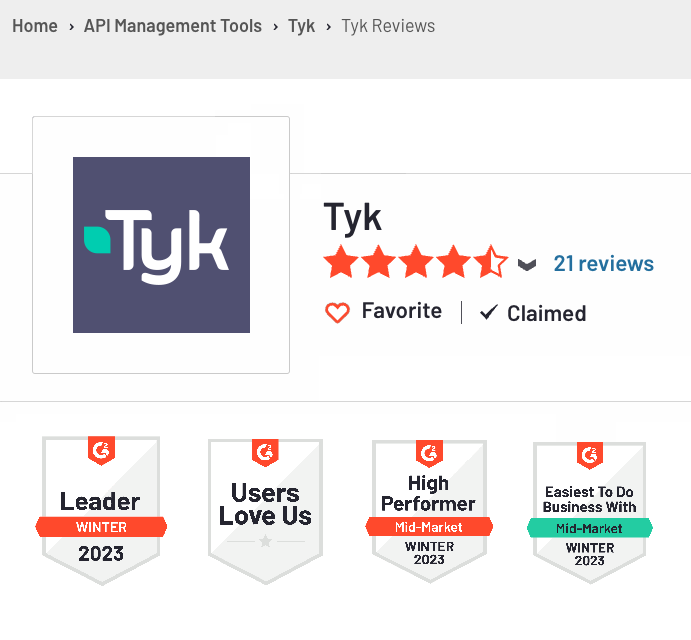 Home › API Management Tools › Tyk › Tyk Reviews
Tyk
Tyk
21 reviews
Favorite
Claimed
G2
Leader
WINTER
2023
G2
Users
Love Us
G2
High
Performer
Mid-Market
WINTER
2023
G2
Easiest To Do
Business With
Mid-Market
WINTER
2023